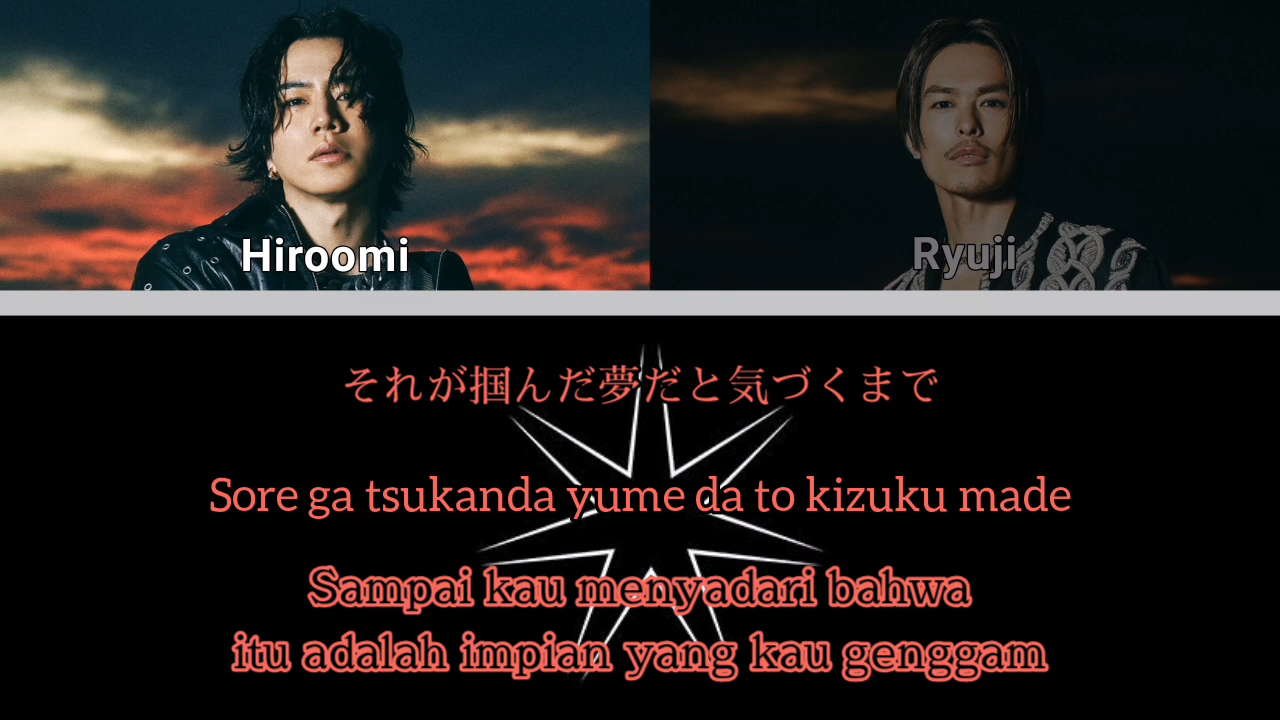 Hiroomi
Ryuji
それが掴んだ夢だと気づくまで
Sore ga tsukanda yume da to kizuku made
Sampai kau menyadari bahwa
itu adalah impian yang kau genggam